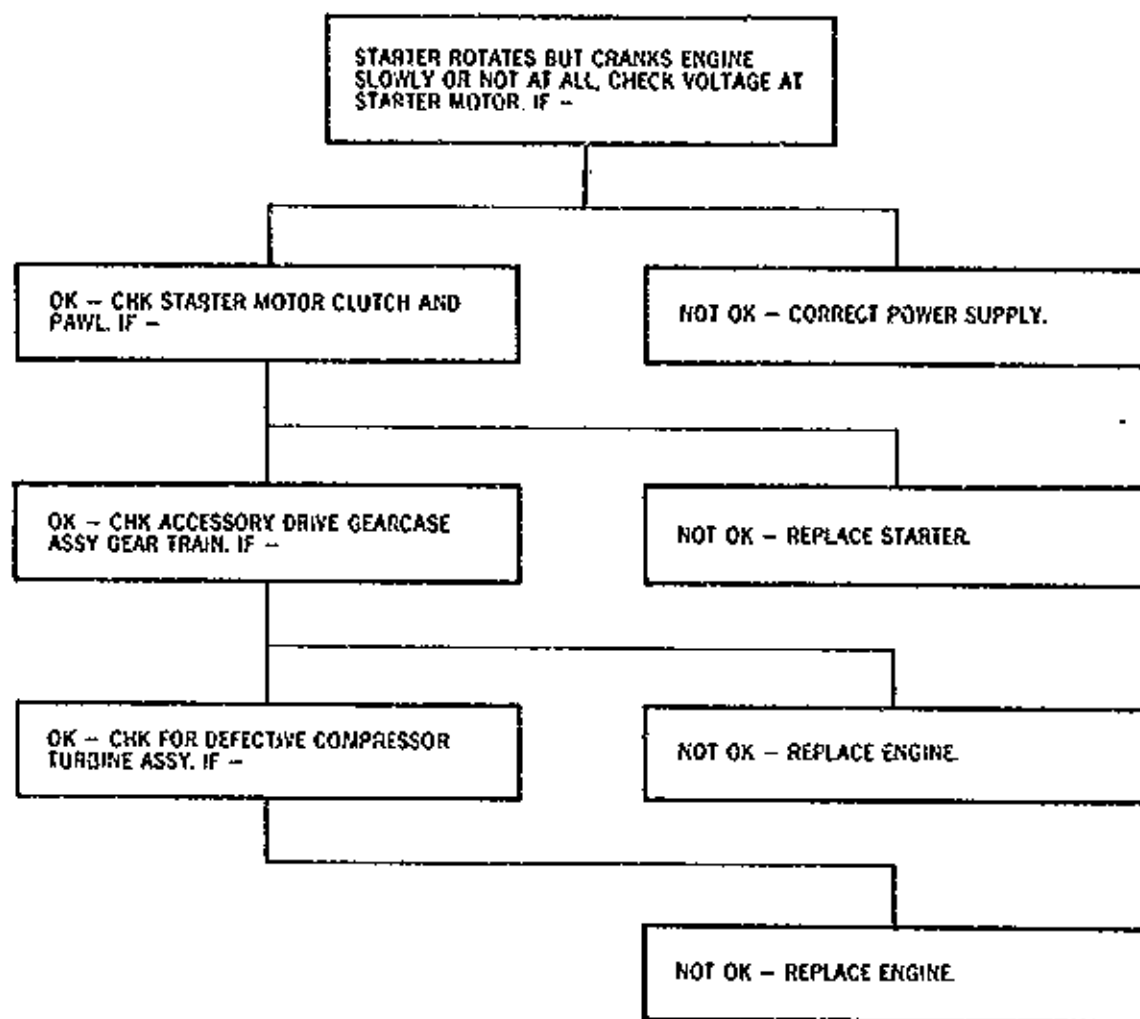 STARTER ROTATES BUT CRANKS ENGINE
SLOWLY OR NOT AT ALL, CHECK VOLTAGE AT
STARTER MOTOR. IF –
OK – CHK STARTER MOTOR CLUTCH AND
PAWL. IF –
NOT OK – CORRECT POWER SUPPLY.
OK – CHK ACCESSORY DRIVE GEARCASE
ASSY GEAR TRAIN. IF –
NOT OK – REPLACE STARTER.
OK – CHK FOR DEFECTIVE COMPRESSOR
TURBINE ASSY. IF –
NOT OK – REPLACE ENGINE.
NOT OK – REPLACE ENGINE.